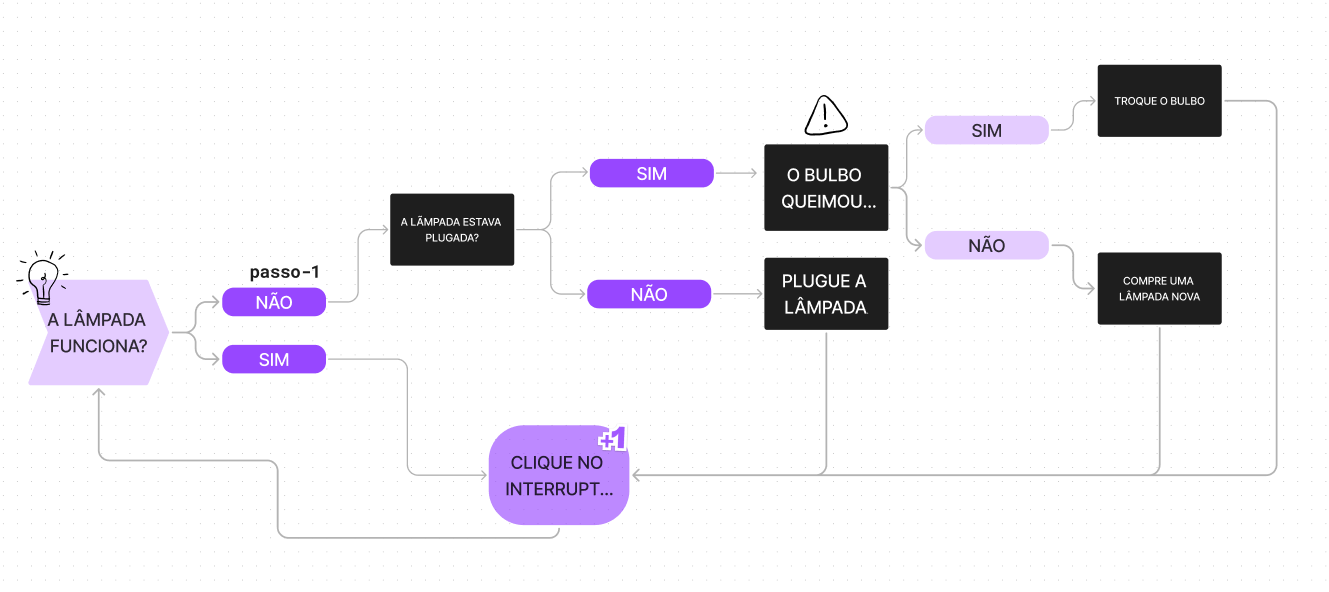 A LÂMPADA
FUNCIONA?
passo-1
NÃO
SIM
A LÂMPADA ESTAVA
PLUGADA?
SIM
NÃO
O BULBO
QUEIMOU...
PLUGUE A
LÂMPADA
SIM
NÃO
TROQUE O BULBO
COMPRE UMA
LÂMPADA NOVA
+1
CLIQUE NO
INTERRUPT...